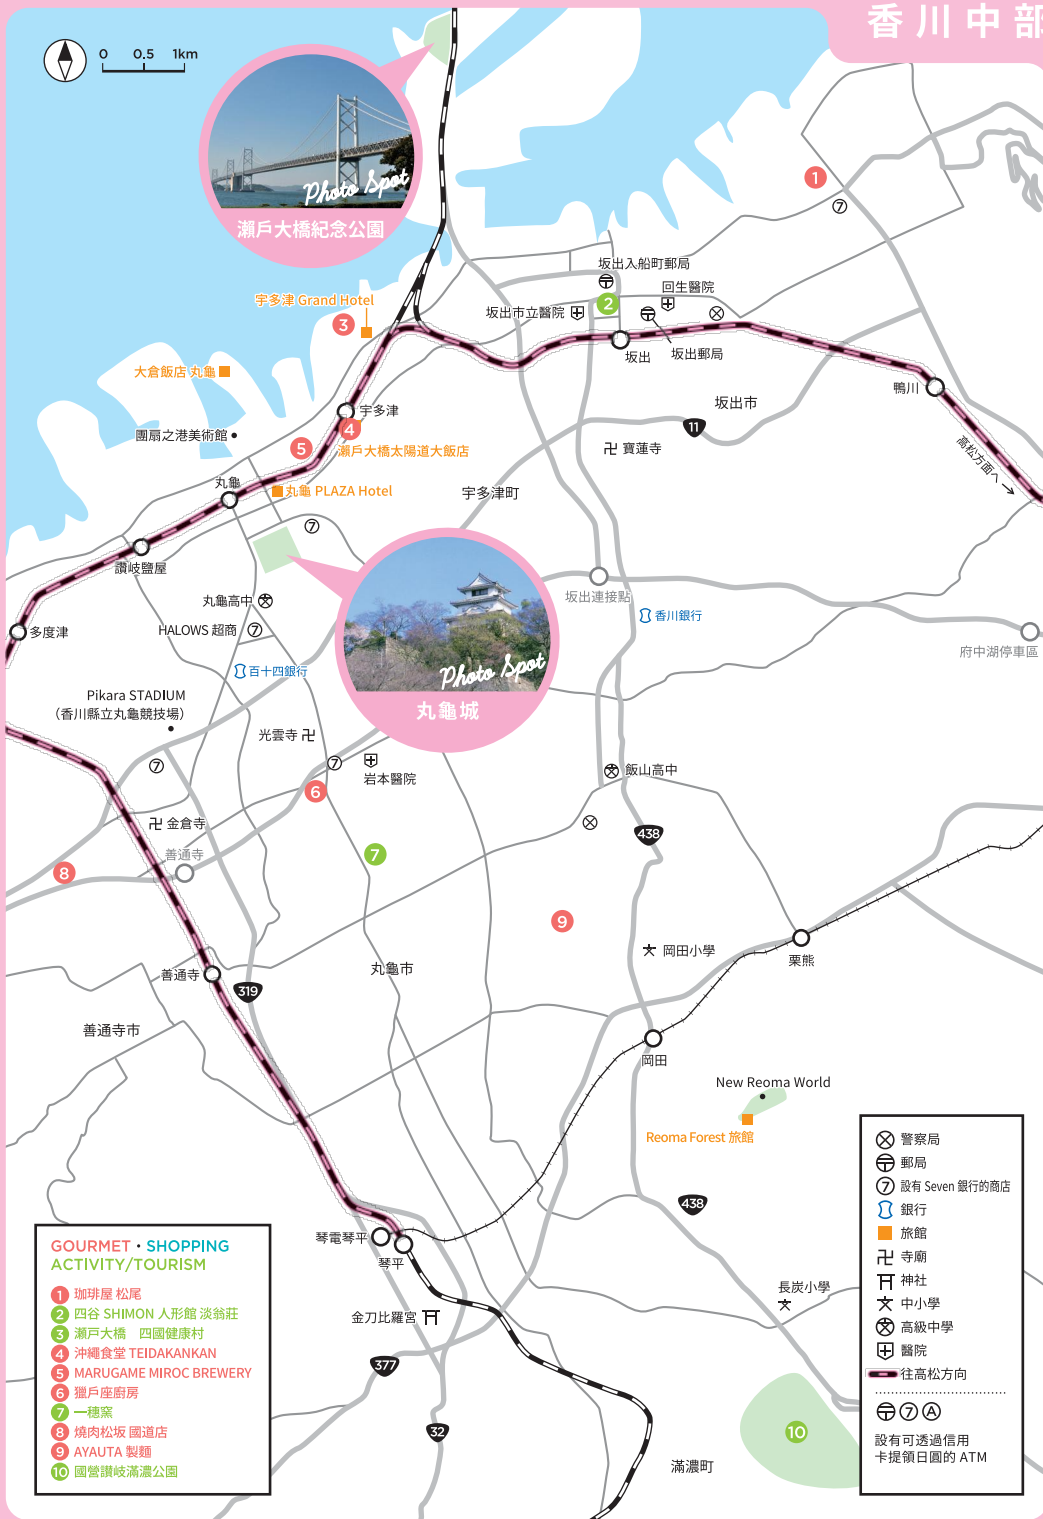 香川中部
0 0.5 1km
Photo Spot
瀨戶大橋紀念公園
1
7
坂出入船町郵局
回生醫院
2
坂出市立醫院
坂出
坂出郵局
宇多津 Grand Hotel
3
大倉飯店 丸龜
鴨川
坂出市
宇多津
4
11
團扇之港美術館
5
瀨戶大橋太陽道大飯店
寶蓮寺
高松方面へ
丸龜
丸龜 PLAZA Hotel
宇多津町
7
讚岐鹽屋
坂出連接點
丸龜高中
香川銀行
多度津
HALOWS 超商
7
府中湖停車區
百十四銀行
Photo Spot
丸龜城
Pikara STADIUM
（香川縣立丸龜競技場）
光雲寺
7
7
岩本醫院
飯山高中
6
金倉寺
438
善通寺
7
8
9
岡田小學
栗熊
善通寺
丸龜市
319
善通寺市
岡田
New Reoma World
Reoma Forest 旅館
438
琴電琴平
琴平
長炭小學
金刀比羅宮
377
32
10
滿濃町
GOURMET・SHOPPING
ACTIVITY/TOURISM
1 珈琲屋 松尾
2 四谷 SHIMON 人形館 淡翁莊
3 瀨戶大橋　四國健康村
4 沖繩食堂 TEIDAKANKAN
5 MARUGAME MIROC BREWERY
6 獵戶座廚房
7 一穗窯
8 燒肉松坂 國道店
9 AYAUTA 製麵
10 國營讚岐滿濃公園
警察局
郵局
7 設有 Seven 銀行的商店
銀行
旅館
寺廟
神社
中小學
高級中學
醫院
往高松方向
7 A
設有可透過信用
卡提領日圓的 ATM